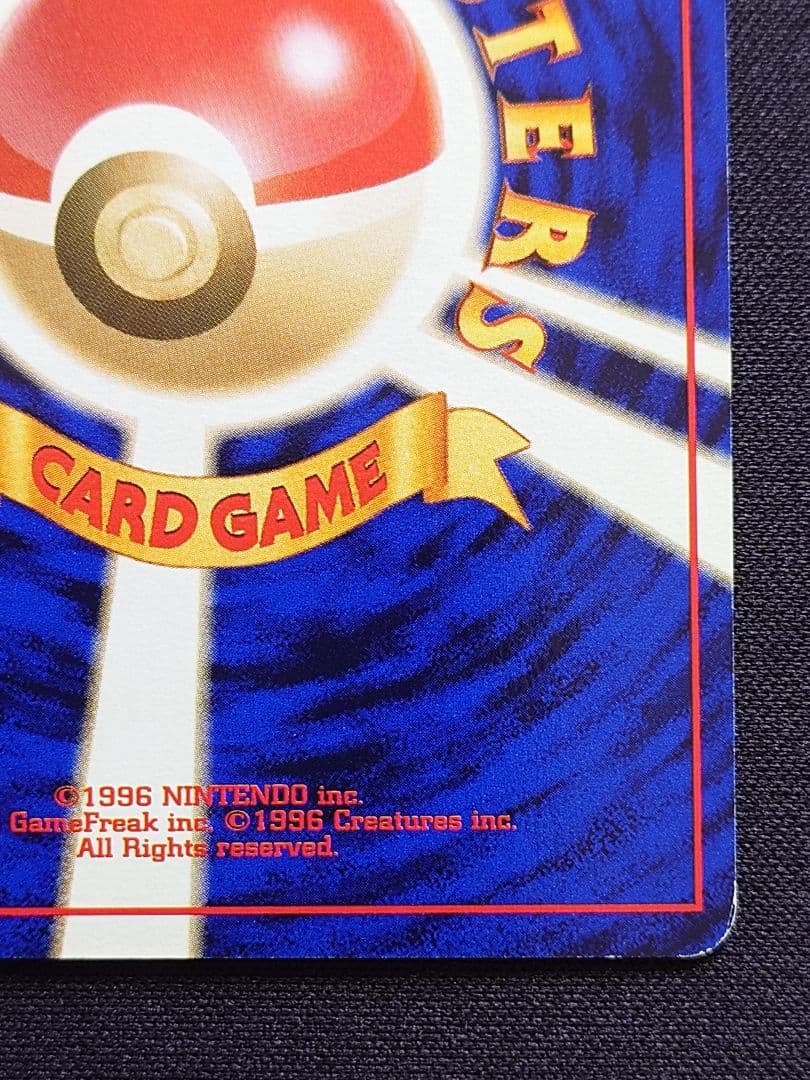 TERS
CARD GAME
©1996 NINTENDO inc.
GameFreak inc. ©1996 Creatures inc.
All Rights reserved.